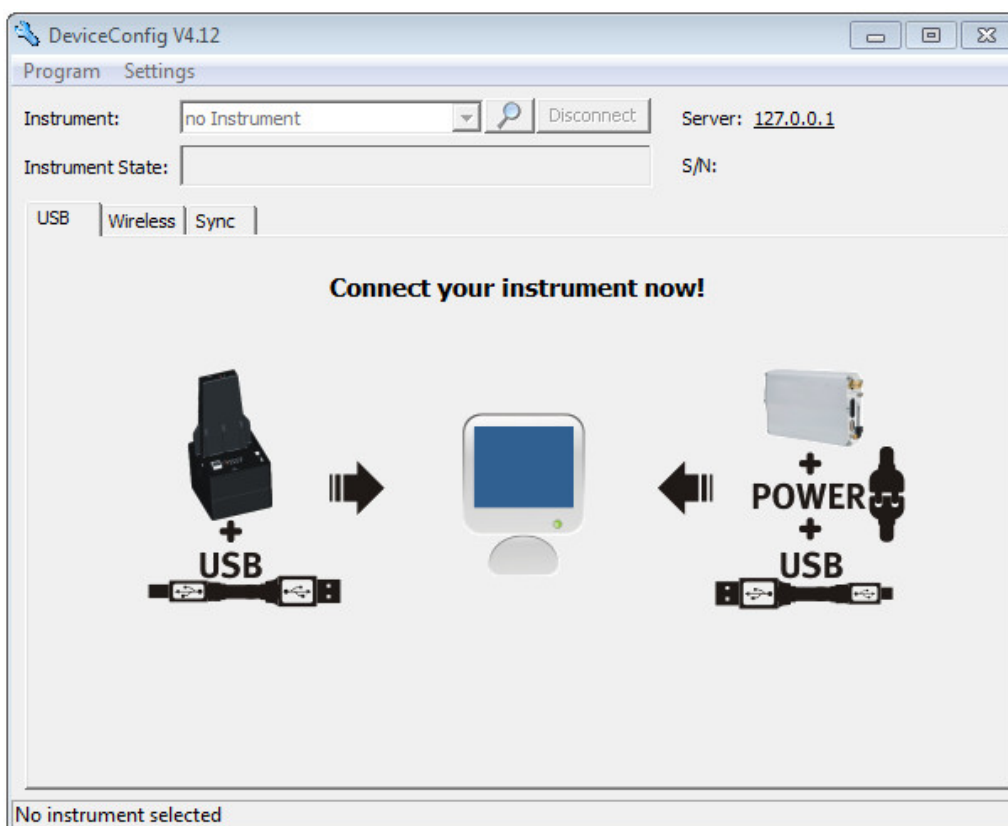 DeviceConfig V4.12
Program Settings
Instrument: no Instrument Disconnect Server: 127.0.0.1
Instrument State: S/N:
USB Wireless Sync
Connect your instrument now!
+
USB
+
POWER
+
USB
No instrument selected